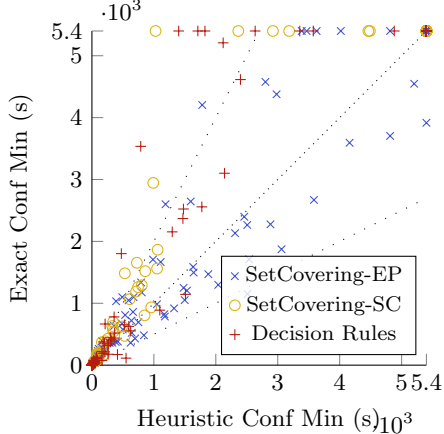 ·10³
5.4
5
4
3
2
1
0
Exact Conf Min (s)
SetCovering-EP
SetCovering-SC
Decision Rules
0 1 2 3 4 5 5.4
Heuristic Conf Min (s)
·10³